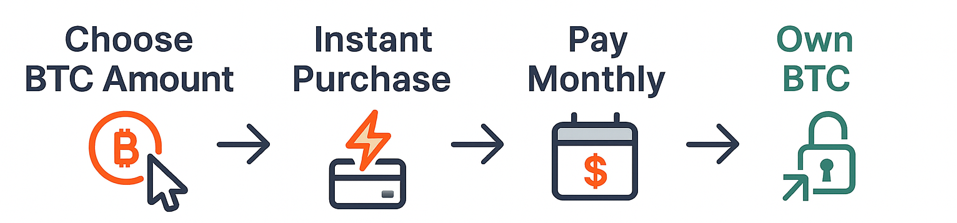 Choose
BTC Amount
Instant
Purchase
Pay
Monthly
$
Own
BTC